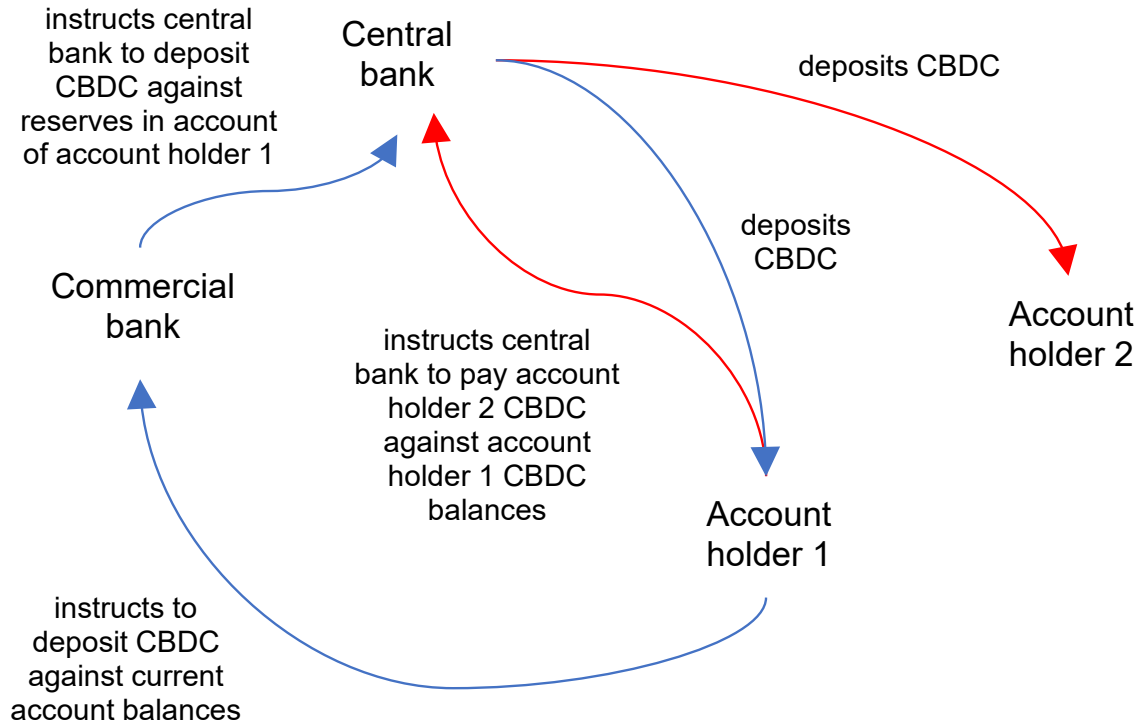 instructs central
bank to deposit
CBDC against
reserves in account
of account holder 1
Central
bank
deposits CBDC
deposits
CBDC
Commercial
bank
Account
holder 2
instructs central
bank to pay account
holder 2 CBDC
against account
holder 1 CBDC
balances
Account
holder 1
instructs to
deposit CBDC
against current
account balances